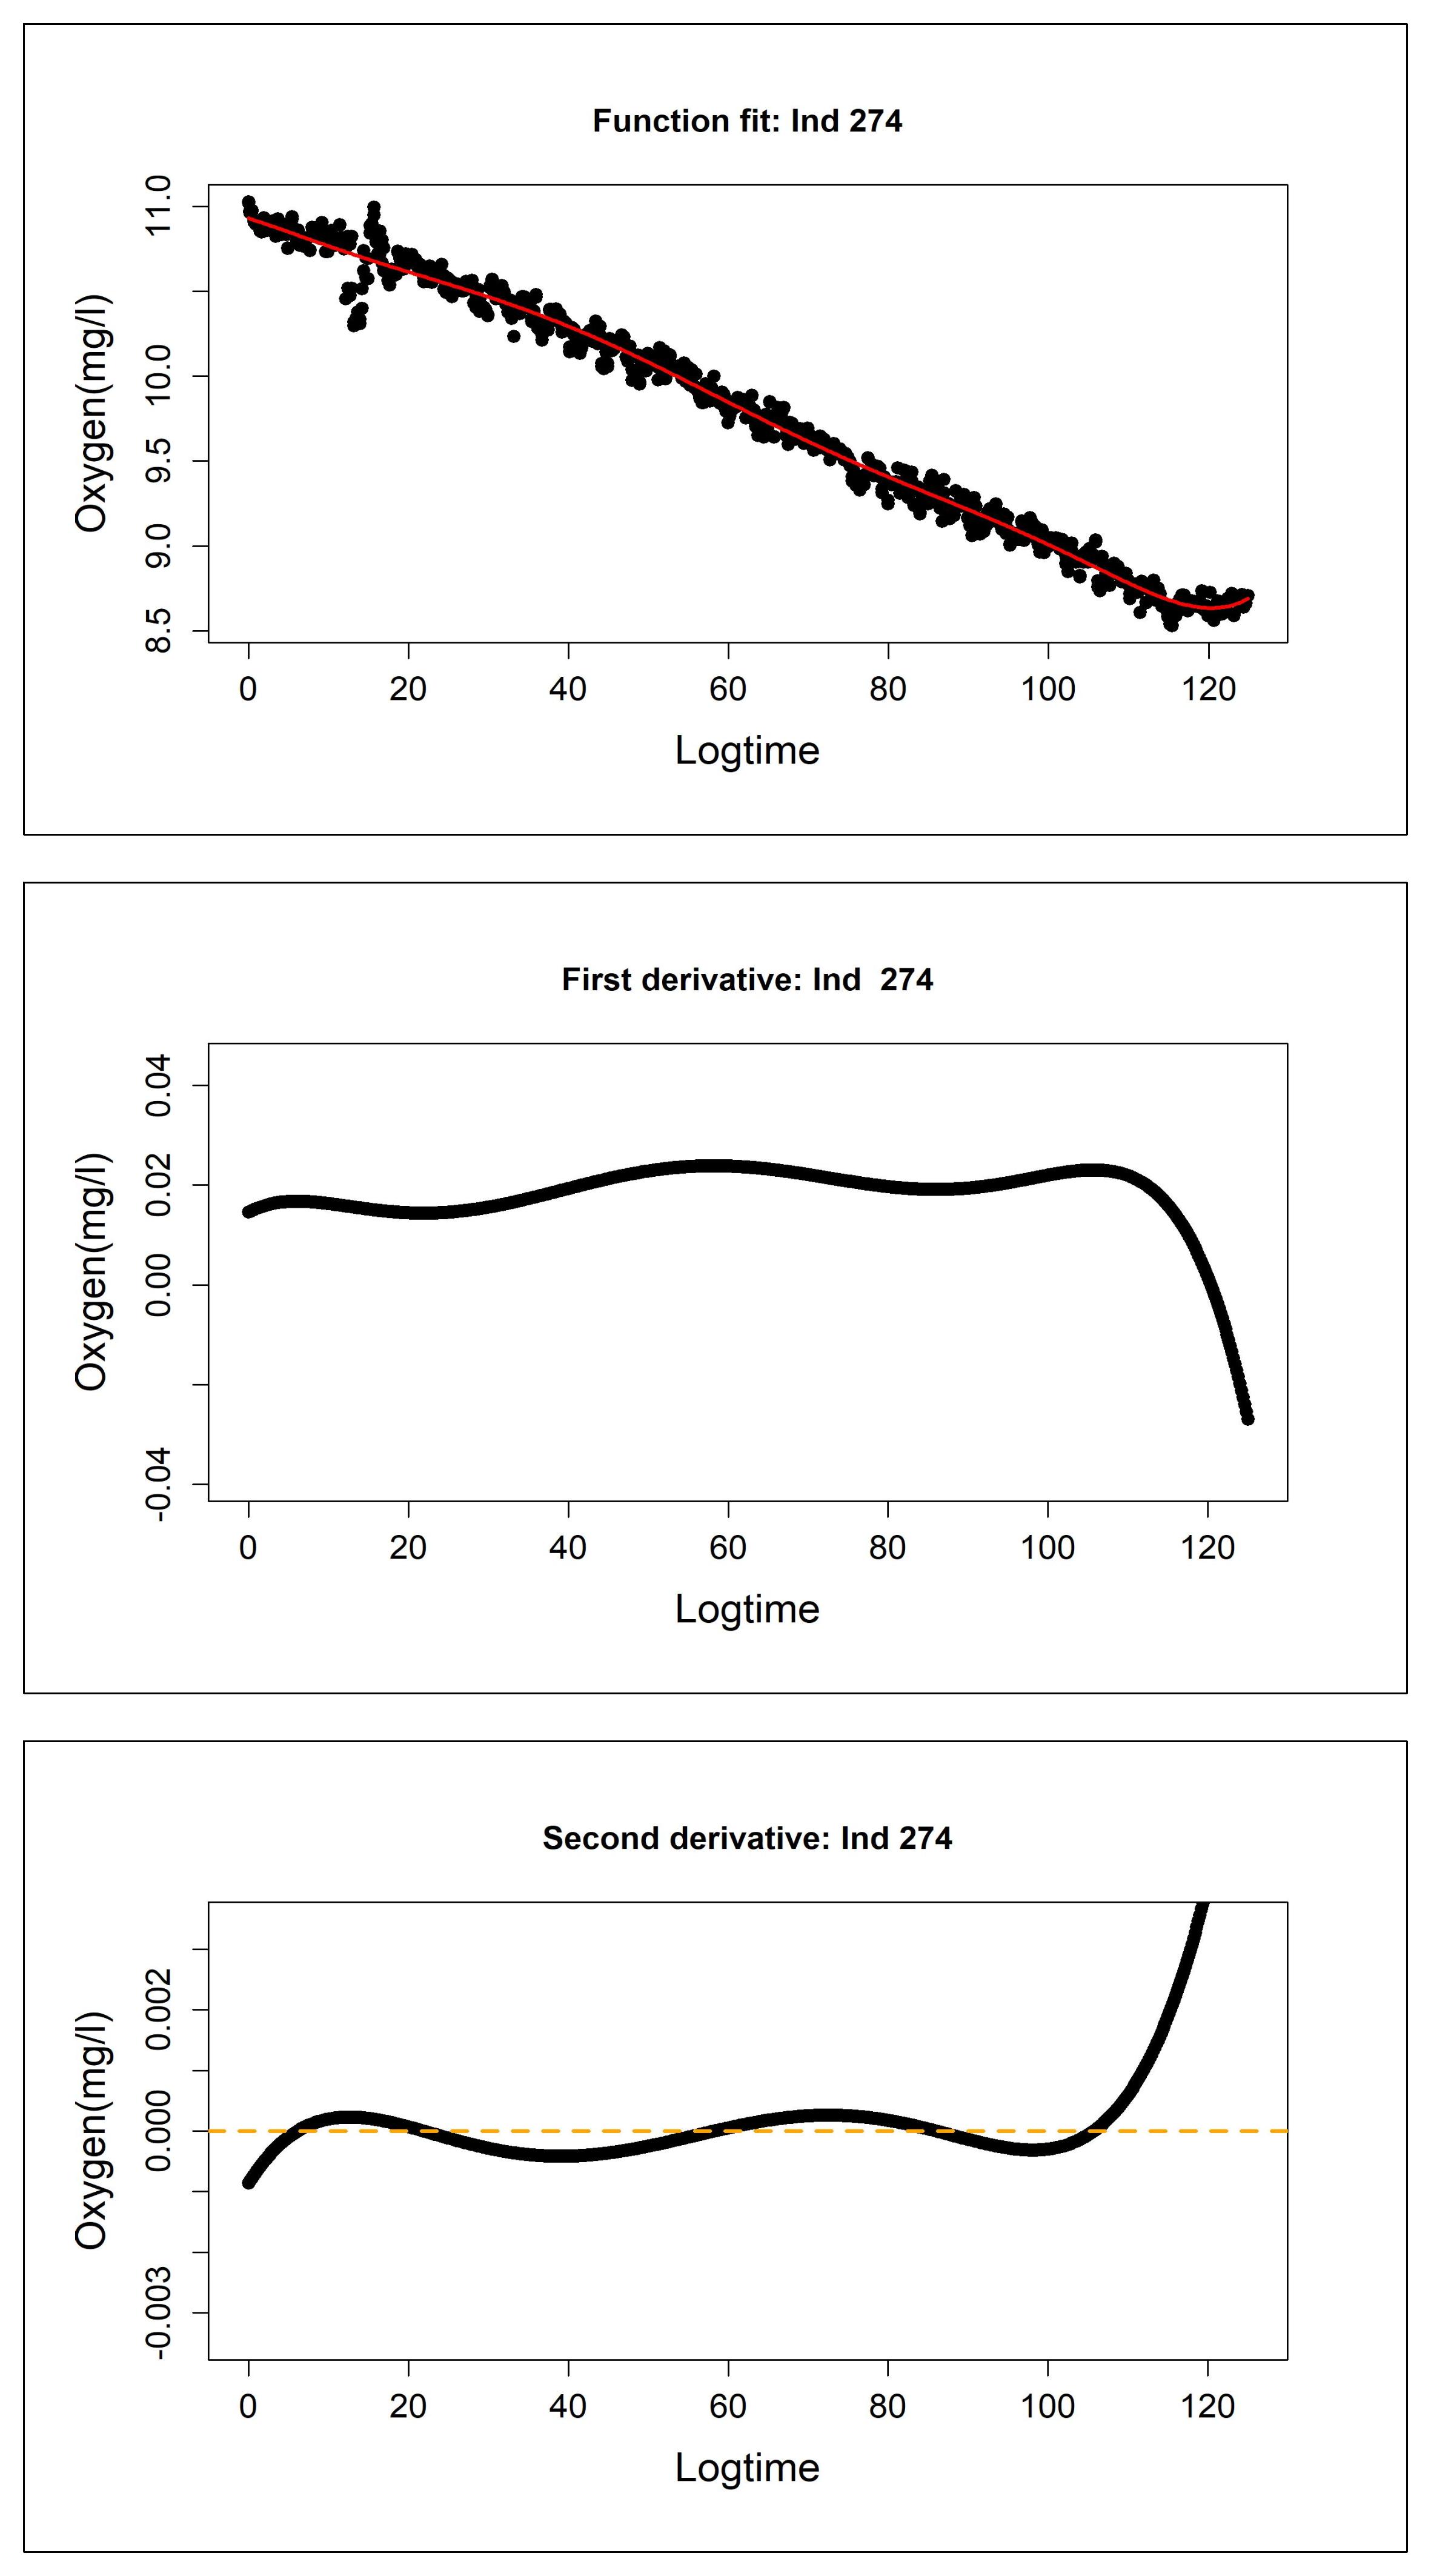 Function fit: Ind 274
Oxygen(mg/l)
11.0
10.0
9.5
9.0
8.5
0 20 40 60 80 100 120
Logtime
First derivative: Ind 274
Oxygen(mg/l)
0.04
0.02
0.00
-0.04
0 20 40 60 80 100 120
Logtime
Second derivative: Ind 274
Oxygen(mg/l)
0.002
0.000
-0.003
0 20 40 60 80 100 120
Logtime